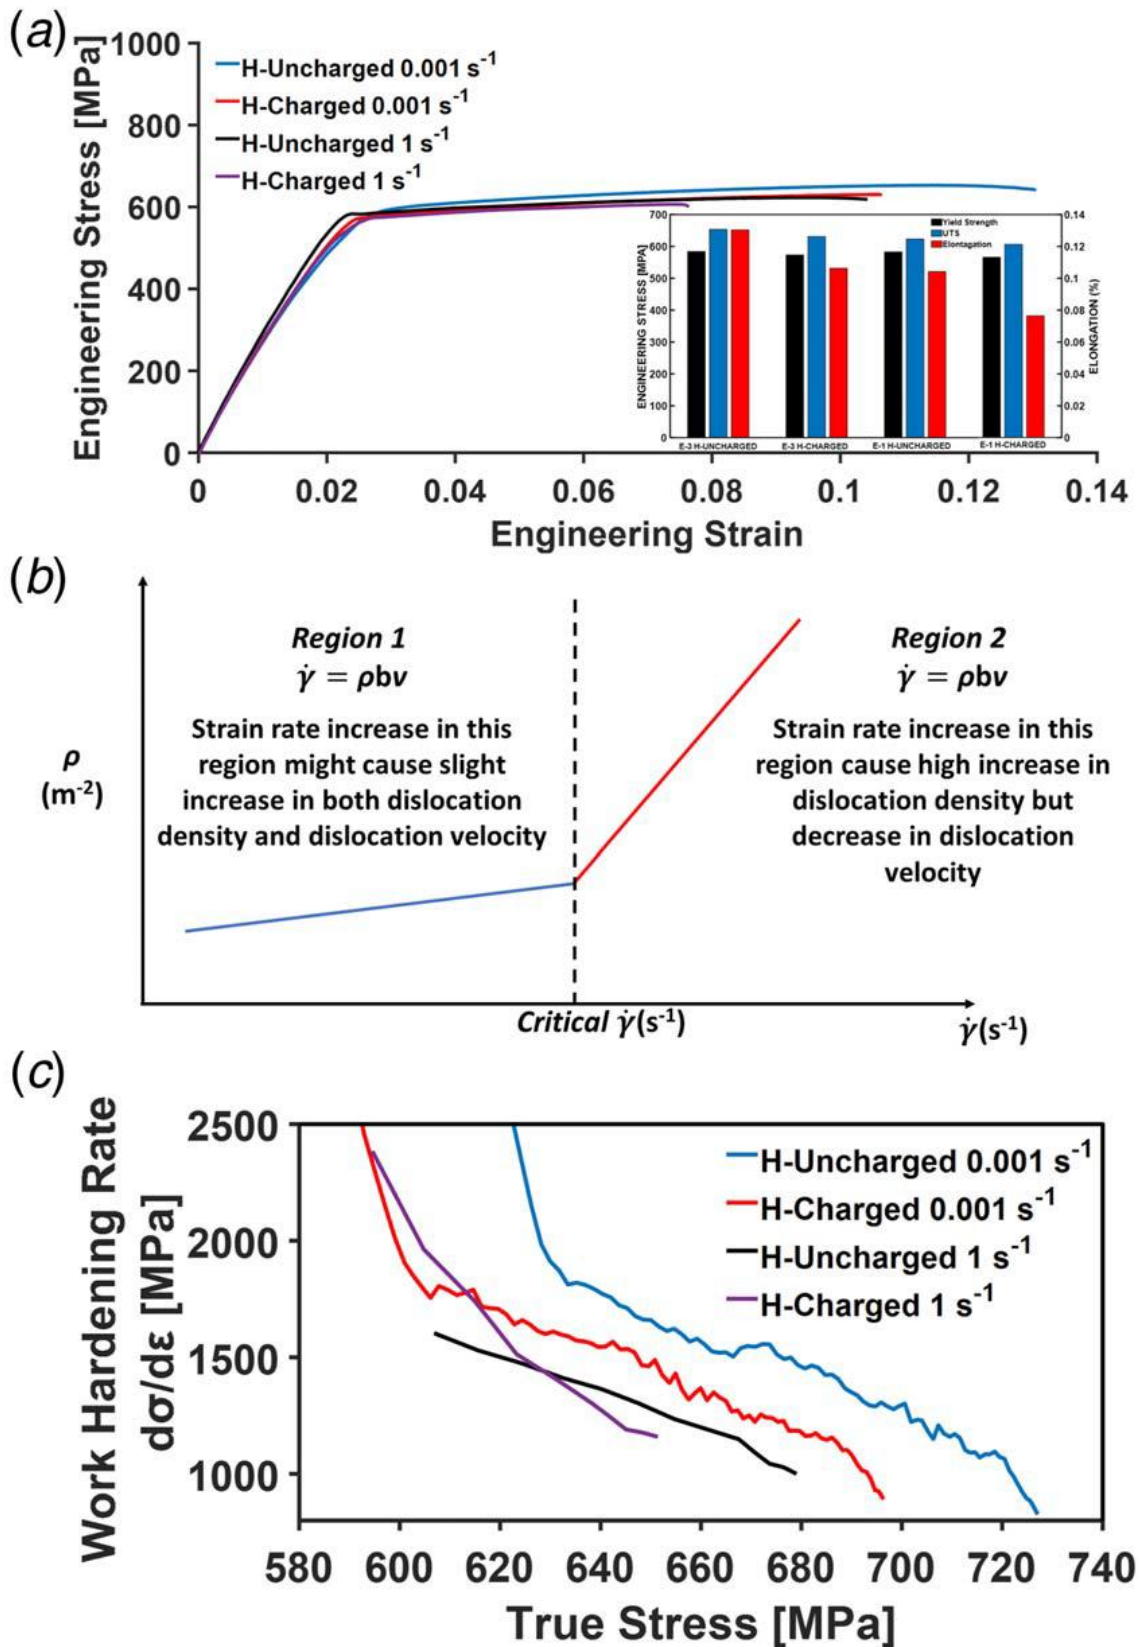 (a)
Engineering Stress [MPa]
1000
800
600
400
200
0
H-Uncharged 0.001 s⁻¹
H-Charged 0.001 s⁻¹
H-Uncharged 1 s⁻¹
H-Charged 1 s⁻¹
0 0.02 0.04 0.06 0.08 0.1 0.12 0.14
Engineering Strain
ENGINEERING STRESS [MPA]
700
600
500
400
300
200
100
0
Yield Strength
UTS
Elontagation
0.14
0.12
0.1
0.08
0.06
0.04
0.02
0
ELONGATION (%)
E-3 H-UNCHARGED E-3 H-CHARGED E-1 H-UNCHARGED E-1 H-CHARGED
(b)
ρ
(m⁻²)
Region 1
γ̇ = ρbv
Strain rate increase in this
region might cause slight
increase in both dislocation
density and dislocation velocity
Region 2
γ̇ = ρbv
Strain rate increase in this
region cause high increase in
dislocation density but
decrease in dislocation
velocity
Critical γ̇(s⁻¹)
γ̇(s⁻¹)
(c)
Work Hardening Rate
dσ/dε [MPa]
2500
2000
1500
1000
H-Uncharged 0.001 s⁻¹
H-Charged 0.001 s⁻¹
H-Uncharged 1 s⁻¹
H-Charged 1 s⁻¹
580 600 620 640 660 680 700 720 740
True Stress [MPa]